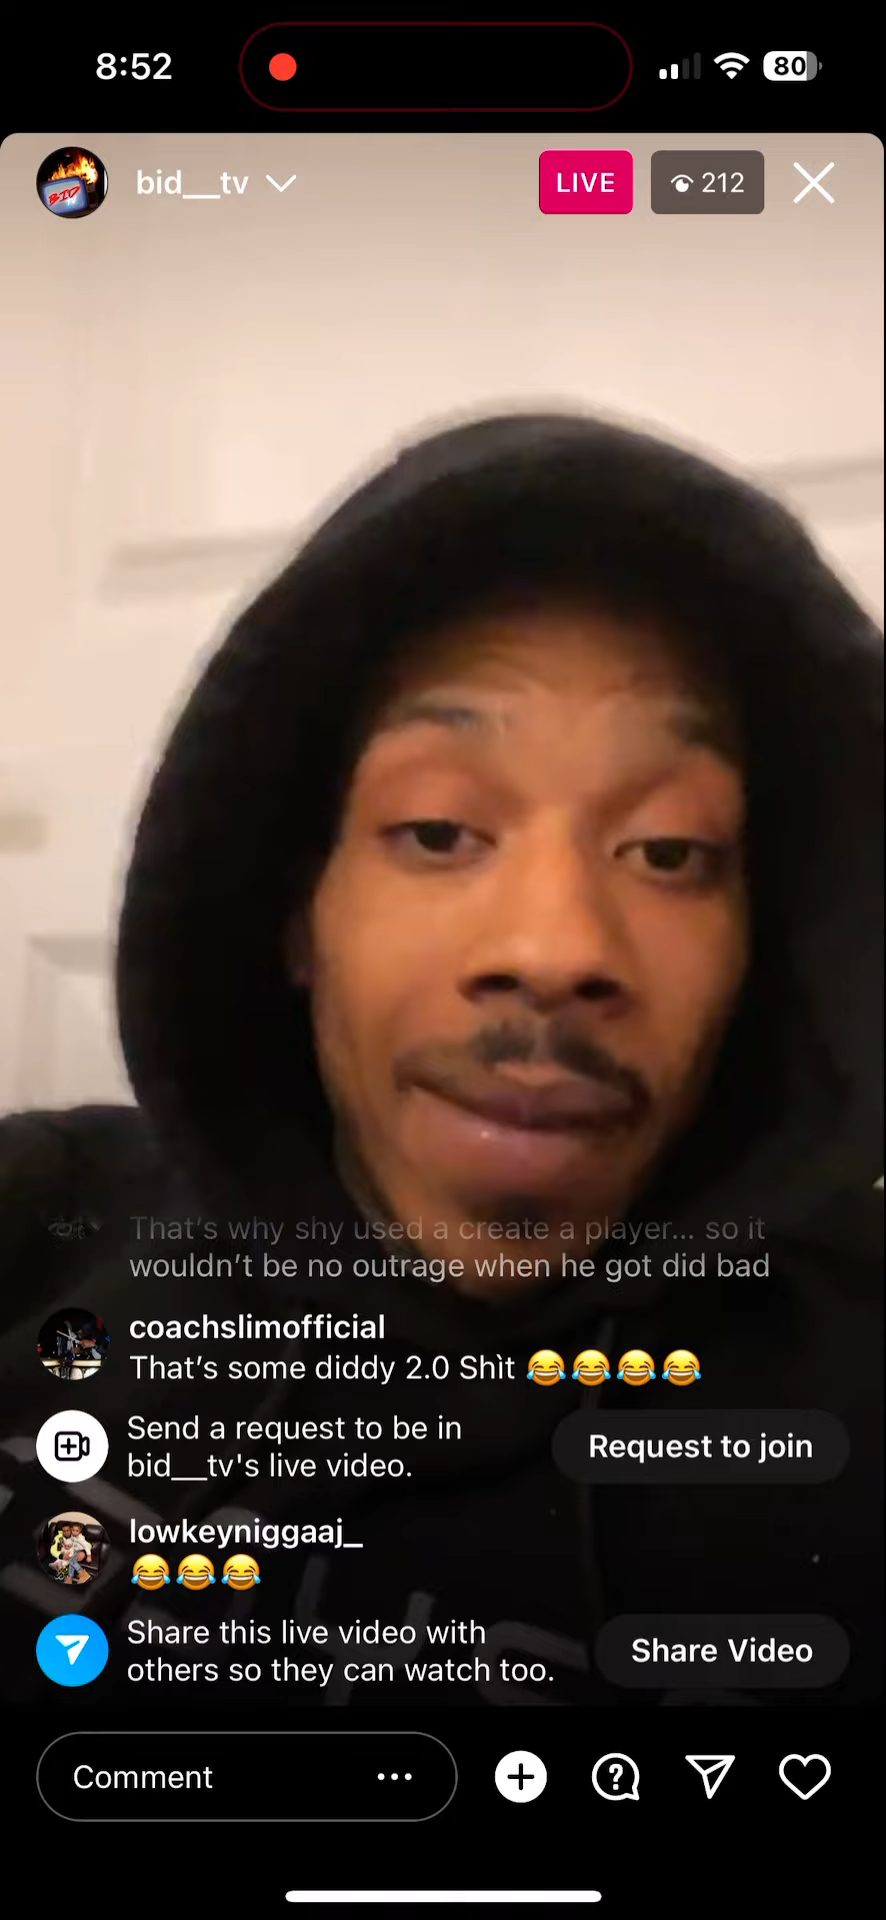 8:52
80
bid__tv
LIVE
212
That's why shy used a create a player... so it
wouldn't be no outrage when he got did bad
coachslimofficial
That's some diddy 2.0 Shìt 😂😂😂😂
Send a request to be in
bid__tv's live video.
Request to join
lowkeyniggaaj_
😂😂😂
Share this live video with
others so they can watch too.
Share Video
Comment